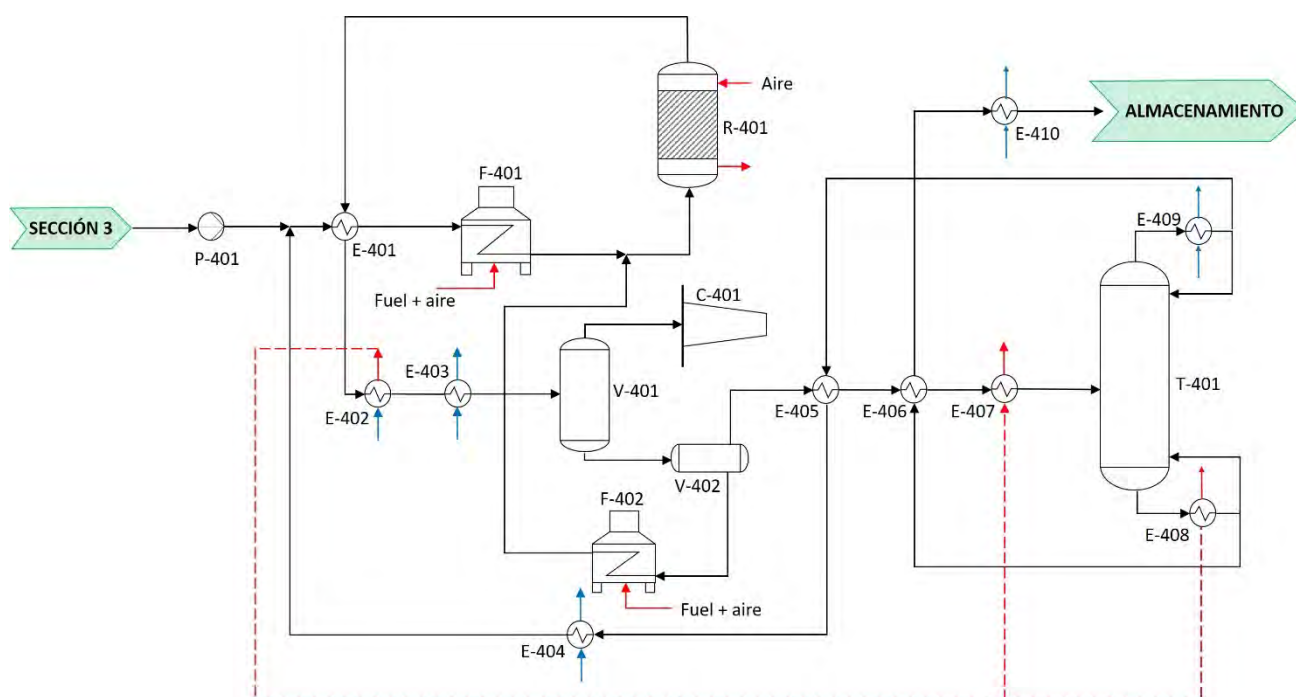 Aire
R-401
ALMACENAMIENTO
E-410
F-401
SECCIÓN 3
P-401
E-401
E-409
Fuel + aire
C-401
E-403
E-402
V-401
E-405
E-406
E-407
T-401
V-402
F-402
E-408
Fuel + aire
E-404